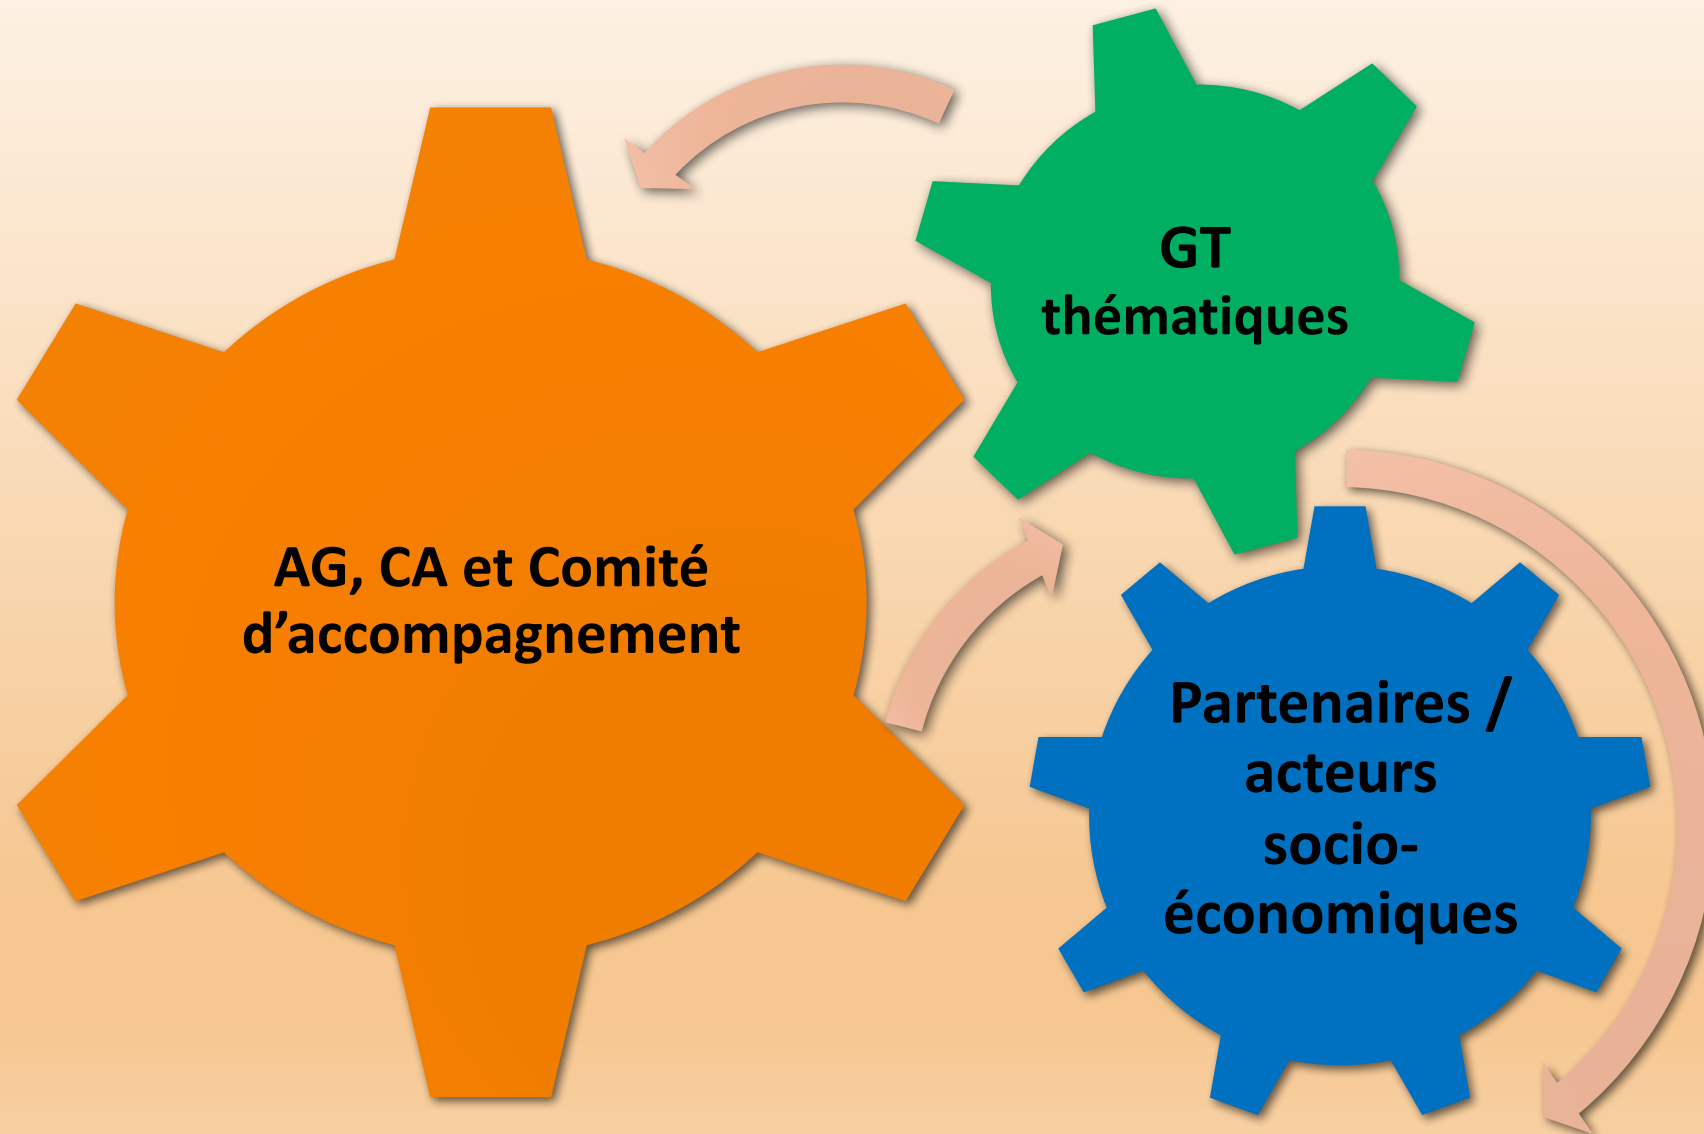 GT
thématiques
AG, CA et Comité
d’accompagnement
Partenaires /
acteurs
socio-
économiques